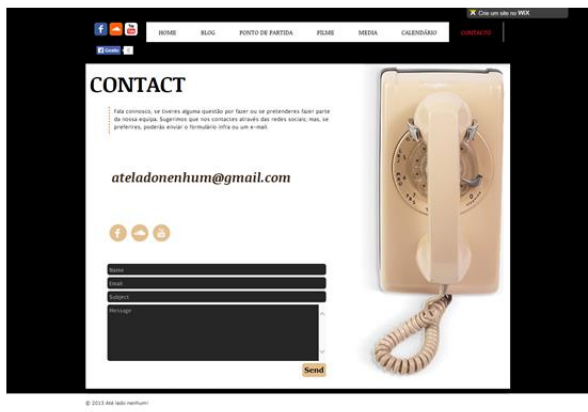 Crie um site no WIX
HOME BLOG PONTO DE PARTIDA FILME MEDIA CALENDÁRIO CONTACTO
Gosto
CONTACT
Fala connosco, se tiveres alguma questão por fazer ou se pretenderes fazer parte
da nossa equipa. Sugerimos que nos contactes através das redes sociais; mas, se
preferires, poderás enviar o formulário infra ou um e-mail.
ateladonenhum@gmail.com
Name
Email
Subject
Message
Send
© 2013 Até lado nenhum!